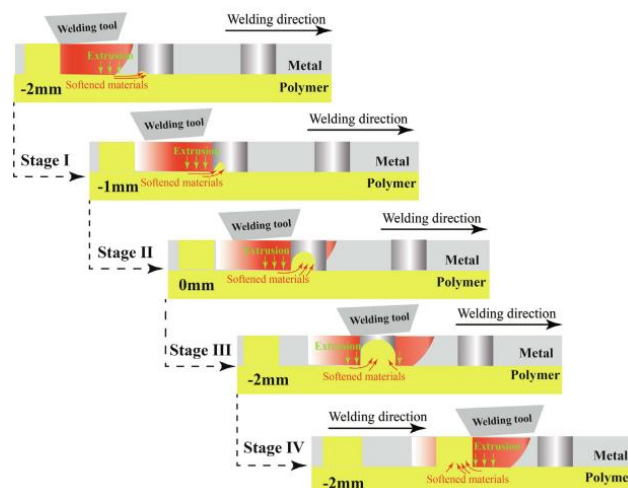 Welding tool
Welding direction
Extrusion
Metal
Softened materials
-2mm
Polymer
Welding direction
Welding tool
Stage I
Extrusion
Metal
-1mm
Softened materials
Polymer
Welding direction
Welding tool
Stage II
Extrusion
Metal
0mm
Softened materials
Polymer
Welding tool
Welding direction
Stage III
Extrusion
Metal
-2mm
Softened materials
Polymer
Welding direction
Welding tool
Stage IV
Extrusion
Metal
-2mm
Softened materials
Polymer